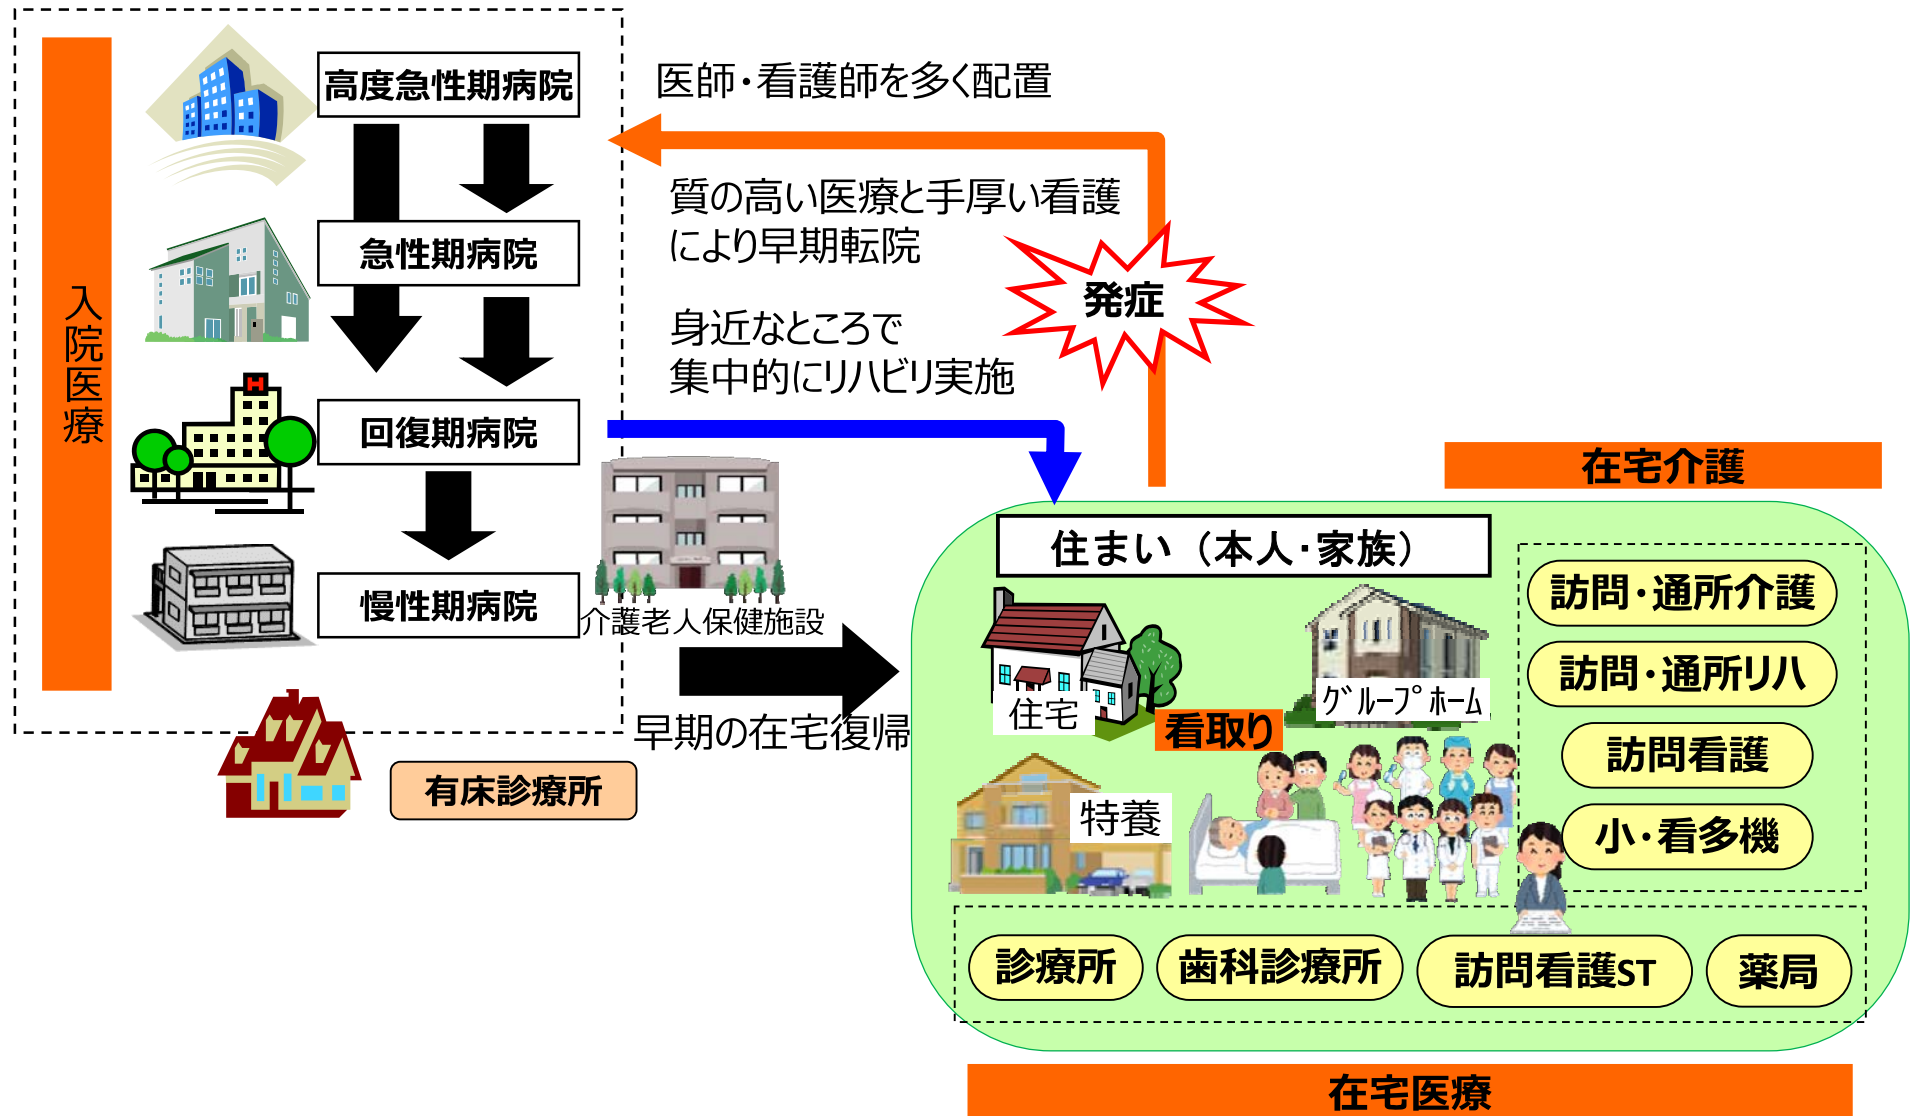 入院医療
高度急性期病院
急性期病院
回復期病院
慢性期病院
H
介護老人保健施設
有床診療所
医師・看護師を多く配置
質の高い医療と手厚い看護
により早期転院
身近なところで
集中的にリハビリ実施
発症
早期の在宅復帰
在宅介護
住まい（本人・家族）
住宅
ｸﾞﾙｰﾌﾟﾎｰﾑ
看取り
特養
訪問・通所介護
訪問・通所リハ
訪問看護
小・看多機
診療所
歯科診療所
訪問看護ST
薬局
在宅医療